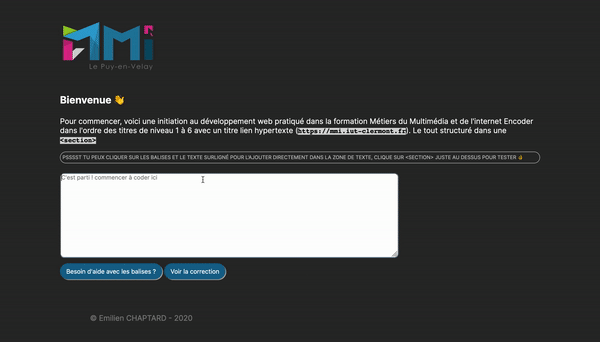 MMi
Le Puy-en-Velay
Bienvenue 👋
Pour commencer, voici une initiation au développement web pratiqué dans la formation Métiers du Multimédia et de l'internet Encoder
dans l'ordre des titres de niveau 1 à 6 avec un titre lien hypertexte (https://mmi.iut-clermont.fr). Le tout structuré dans une
<section>
PSSSST TU PEUX CLIQUER SUR LES BALISES ET LE TEXTE SURLIGNÉ POUR L'AJOUTER DIRECTEMENT DANS LA ZONE DE TEXTE, CLIQUE SUR <SECTION> JUSTE AU DESSUS POUR TESTER
C'est parti ! commencer à coder ici
Besoin d'aide avec les balises ? Voir la correction
© Emilien CHAPTARD - 2020